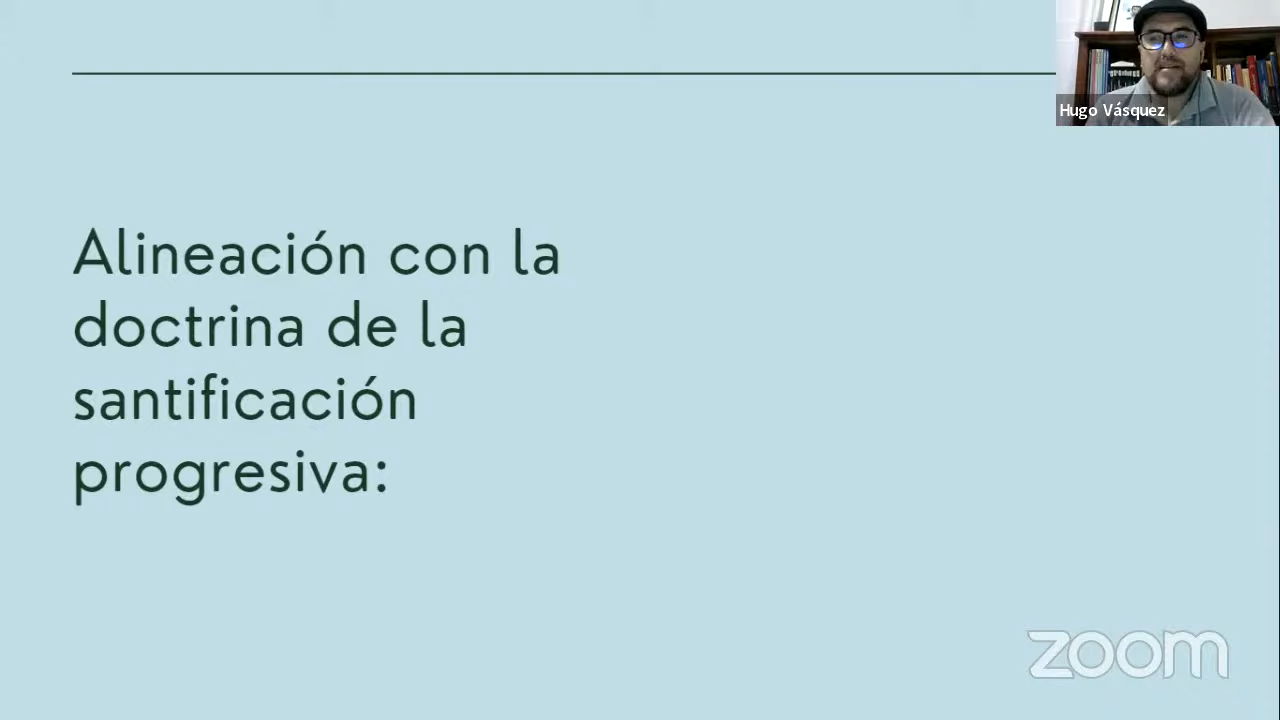 Hugo Vásquez
Alineación con la
doctrina de la
santificación
progresiva:
zoom